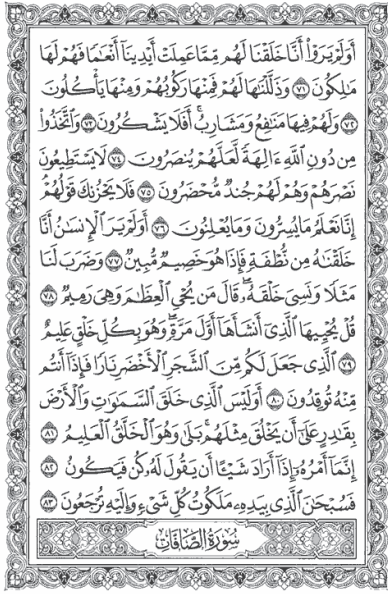 أَوَلَمْ يَرَوْا۟ أَنَّا خَلَقْنَا لَهُم مِّمَّا عَمِلَتْ أَيْدِينَآ أَنْعَٰمًا فَهُمْ لَهَا
مَٰلِكُونَ ٧١ وَذَلَّلْنَٰهَا لَهُمْ فَمِنْهَا رَكُوبُهُمْ وَمِنْهَا يَأْكُلُونَ
٧٢ وَلَهُمْ فِيهَا مَنَٰفِعُ وَمَشَارِبُ ۖ أَفَلَا يَشْكُرُونَ ٧٣ وَٱتَّخَذُوا۟
مِن دُونِ ٱللَّهِ ءَالِهَةً لَّعَلَّهُمْ يُنصَرُونَ ٧٤ لَا يَسْتَطِيعُونَ
نَصْرَهُمْ وَهُمْ لَهُمْ جُندٌ مُّحْضَرُونَ ٧٥ فَلَا يَحْزُنكَ قَوْلُهُمْ ۘ
إِنَّا نَعْلَمُ مَا يُسِرُّونَ وَمَا يُعْلِنُونَ ٧٦ أَوَلَمْ يَرَ ٱلْإِنسَٰنُ أَنَّا
خَلَقْنَٰهُ مِن نُّطْفَةٍ فَإِذَا هُوَ خَصِيمٌ مُّبِينٌ ٧٧ وَضَرَبَ لَنَا
مَثَلًا وَنَسِىَ خَلْقَهُۥ ۖ قَالَ مَن يُحْىِ ٱلْعِظَٰمَ وَهِىَ رَمِيمٌ ٧٨
قُلْ يُحْيِيهَا ٱلَّذِىٓ أَنشَأَهَآ أَوَّلَ مَرَّةٍ ۖ وَهُوَ بِكُلِّ خَلْقٍ عَلِيمٌ
٧٩ ٱلَّذِى جَعَلَ لَكُم مِّنَ ٱلشَّجَرِ ٱلْأَخْضَرِ نَارًا فَإِذَآ أَنتُم
مِّنْهُ تُوقِدُونَ ٨٠ أَوَلَيْسَ ٱلَّذِى خَلَقَ ٱلسَّمَٰوَٰتِ وَٱلْأَرْضَ
بِقَٰدِرٍ عَلَىٰٓ أَن يَخْلُقَ مِثْلَهُم ۚ بَلَىٰ وَهُوَ ٱلْخَلَّٰقُ ٱلْعَلِيمُ ٨١
إِنَّمَآ أَمْرُهُۥٓ إِذَآ أَرَادَ شَيْـًٔا أَن يَقُولَ لَهُۥ كُن فَيَكُونُ ٨٢
فَسُبْحَٰنَ ٱلَّذِى بِيَدِهِۦ مَلَكُوتُ كُلِّ شَىْءٍ وَإِلَيْهِ تُرْجَعُونَ ٨٣
سُورَةُ الصَّافَّاتِ